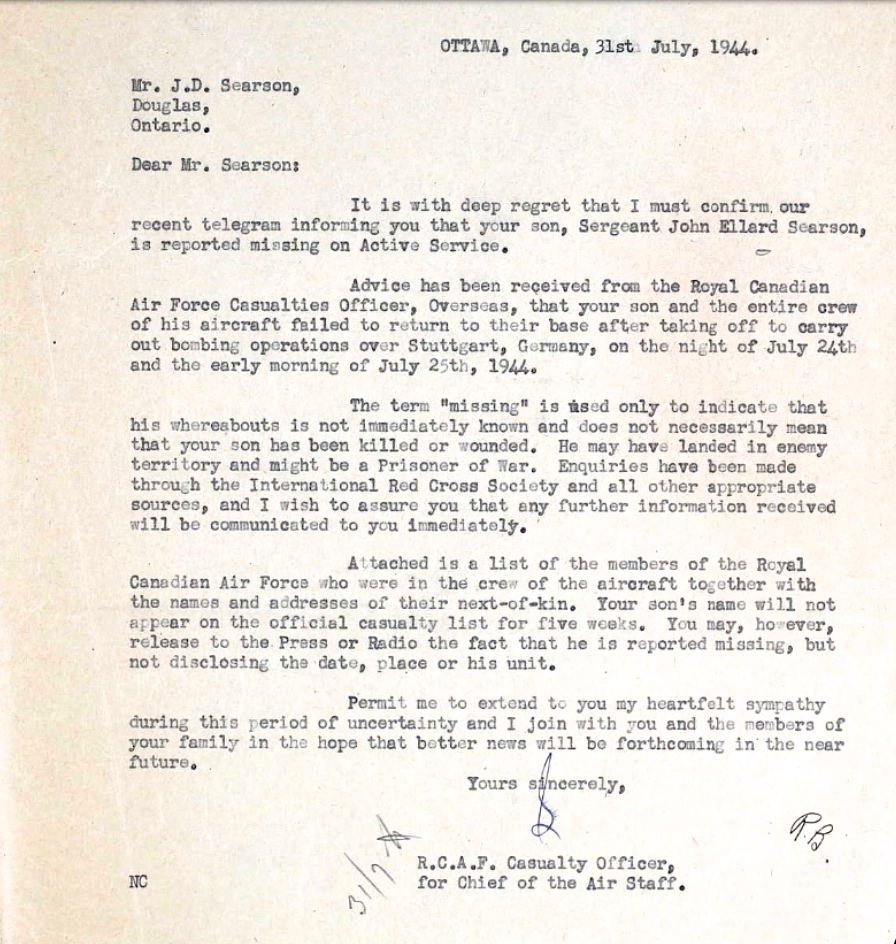 OTTAWA, Canada, 31st July, 1944.
Mr. J.D. Searson,
Douglas,
Ontario.
Dear Mr. Searson:
It is with deep regret that I must confirm our
recent telegram informing you that your son, Sergeant John Ellard Searson,
is reported missing on Active Service.
Advice has been received from the Royal Canadian
Air Force Casualties Officer, Overseas, that your son and the entire crew
of his aircraft failed to return to their base after taking off to carry
out bombing operations over Stuttgart, Germany, on the night of July 24th
and the early morning of July 25th, 1944.
The term "missing" is used only to indicate that
his whereabouts is not immediately known and does not necessarily mean
that your son has been killed or wounded. He may have landed in enemy
territory and might be a Prisoner of War. Enquiries have been made
through the International Red Cross Society and all other appropriate
sources, and I wish to assure you that any further information received
will be communicated to you immediately.
Attached is a list of the members of the Royal
Canadian Air Force who were in the crew of the aircraft together with
the names and addresses of their next-of-kin. Your son's name will not
appear on the official casualty list for five weeks. You may, however,
release to the Press or Radio the fact that he is reported missing, but
not disclosing the date, place or his unit.
Permit me to extend to you my heartfelt sympathy
during this period of uncertainty and I join with you and the members of
your family in the hope that better news will be forthcoming in the near
future.
Yours sincerely,
R.B.
31/7
R.C.A.F. Casualty Officer,
NC for Chief of the Air Staff.